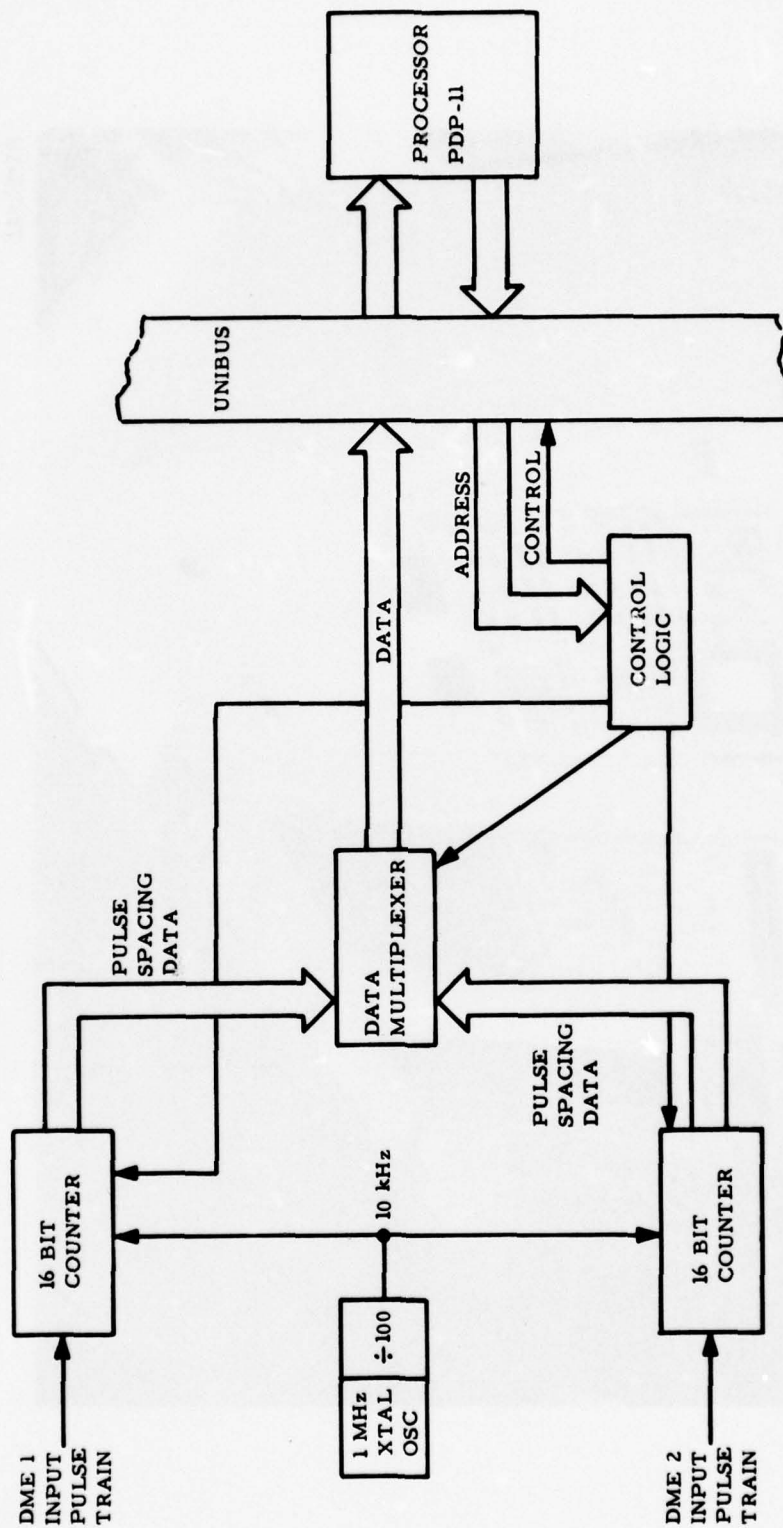 DME 1
INPUT
PULSE
TRAIN
16 BIT
COUNTER
PULSE
SPACING
DATA
1 MHz
XTAL
OSC
÷100
10 kHz
DATA
MULTIPLEXER
DATA
UNIBUS
PROCESSOR
PDP-11
ADDRESS
CONTROL
CONTROL
LOGIC
PULSE
SPACING
DATA
DME 2
INPUT
PULSE
TRAIN
16 BIT
COUNTER